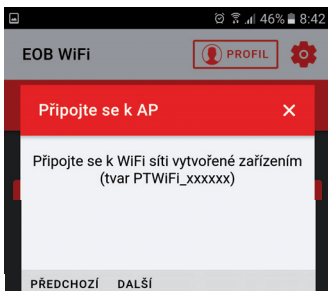 46% 8:42
EOB WiFi PROFIL
Připojte se k AP ×
Připojte se k WiFi síti vytvořené zařízením
(tvar PTWiFi_xxxxxx)
PŘEDCHOZÍ DALŠÍ